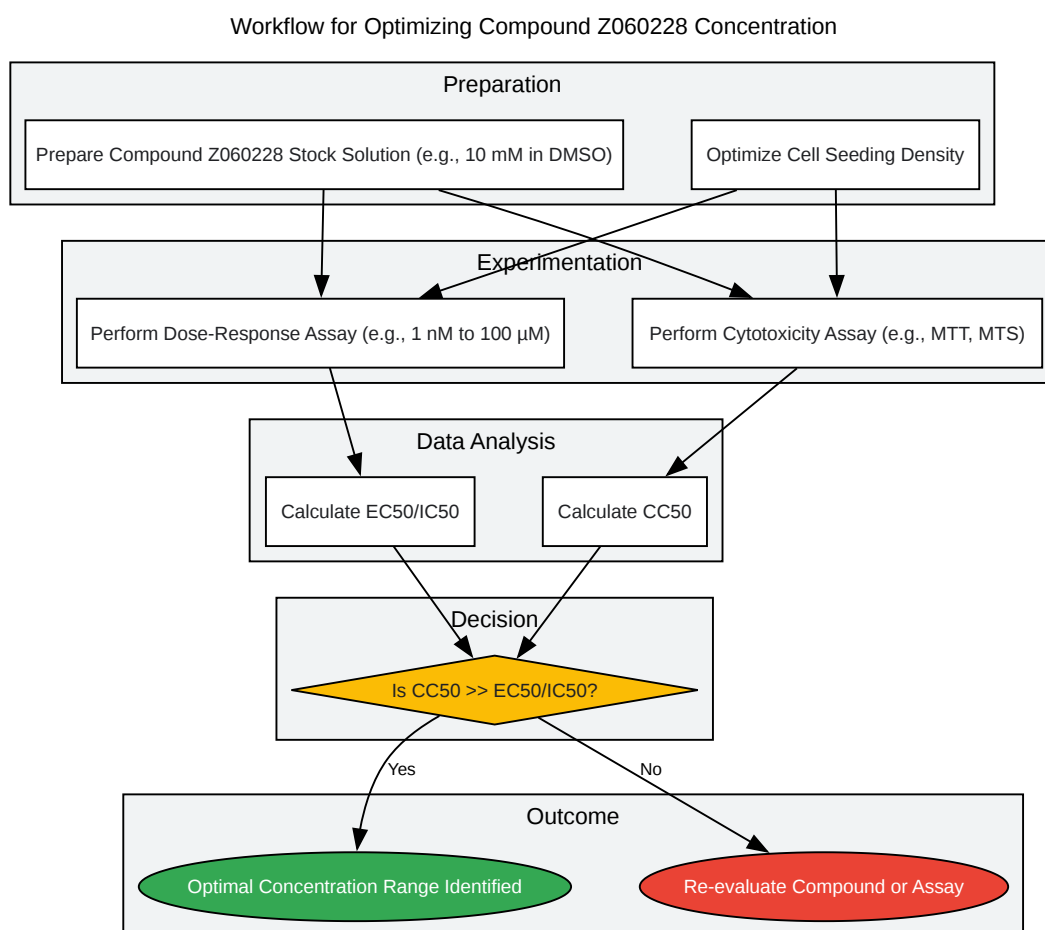 Workflow for Optimizing Compound Z060228 Concentration
Preparation
Prepare Compound Z060228 Stock Solution (e.g., 10 mM in DMSO)
Optimize Cell Seeding Density
Experimentation
Perform Dose-Response Assay (e.g., 1 nM to 100 µM)
Perform Cytotoxicity Assay (e.g., MTT, MTS)
Data Analysis
Calculate EC50/IC50
Calculate CC50
Decision
Is CC50 >> EC50/IC50?
Yes
No
Outcome
Optimal Concentration Range Identified
Re-evaluate Compound or Assay